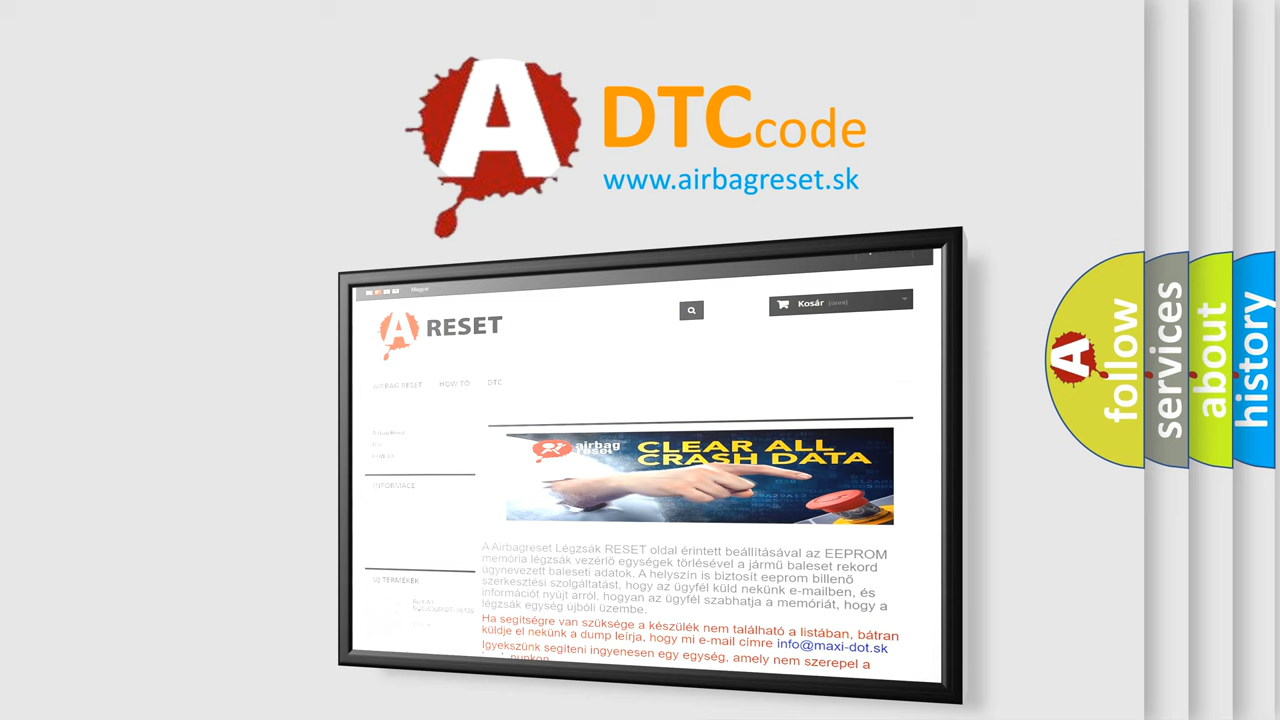 A
DTCcode
www.airbagreset.sk
Magyar
A RESET
Kosár (üres)
AIRBAG RESET HOW TO DTC
INFORMACE
ÚJ TERMÉKEK
airbag
reset
CLEAR ALL
CRASH DATA
A Airbagreset Légzsák RESET oldal érintett beállításával az EEPROM
memória légzsák vezérlő egységek törlésével a jármű baleset rekord
úgynevezett baleseti adatok. A helyszín is biztosít eeprom billenő
szerkesztési szolgáltatást, hogy az ügyfél küld nekünk e-mailben, és
információt nyújt arról, hogyan az ügyfél szabhatja a memóriát, hogy a
légzsák egység újbóli üzembe.
Ha segítségre van szüksége a készülék nem található a listában, bátran
küldje el nekünk a dump leírja, hogy mi e-mail címre info@maxi-dot.sk
Igyekszünk segíteni ingyenesen egy egység, amely nem szerepel a
A
follow
services
about
history